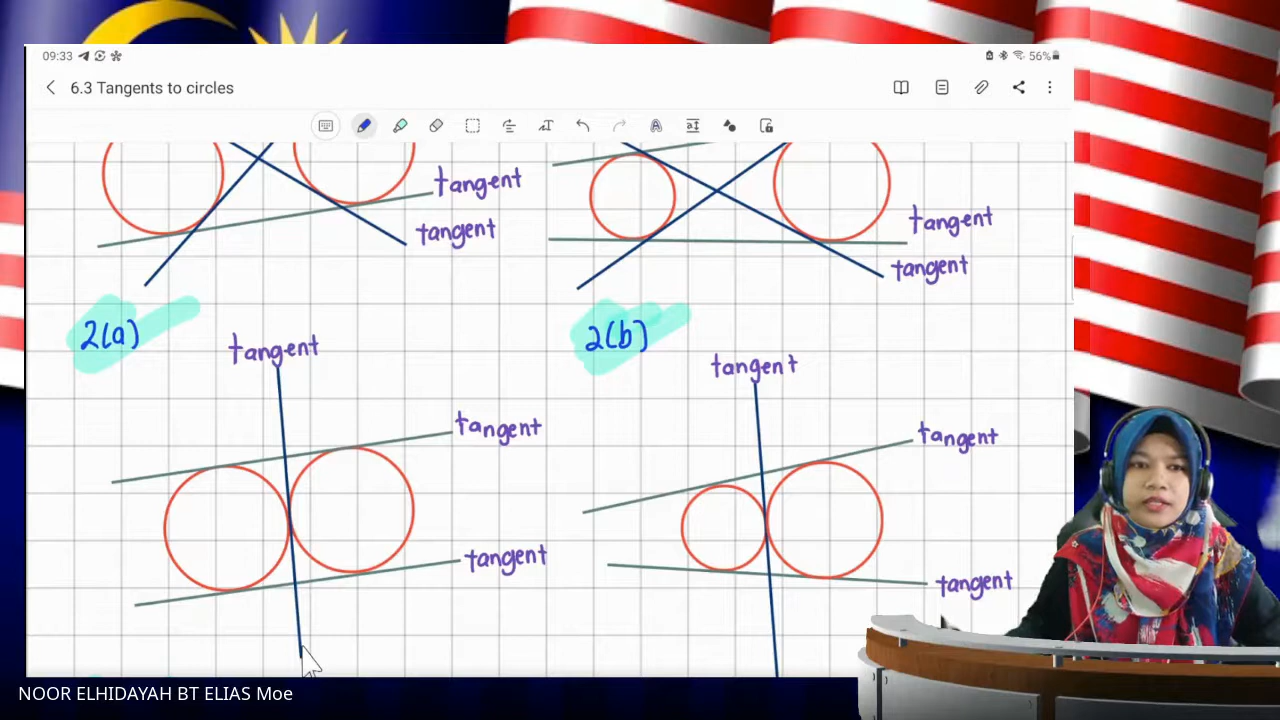 09:33
56%
6.3 Tangents to circles
tangent
tangent
tangent
tangent
2(a)
tangent
tangent
tangent
2(b)
tangent
tangent
tangent
NOOR ELHIDAYAH BT ELIAS Moe